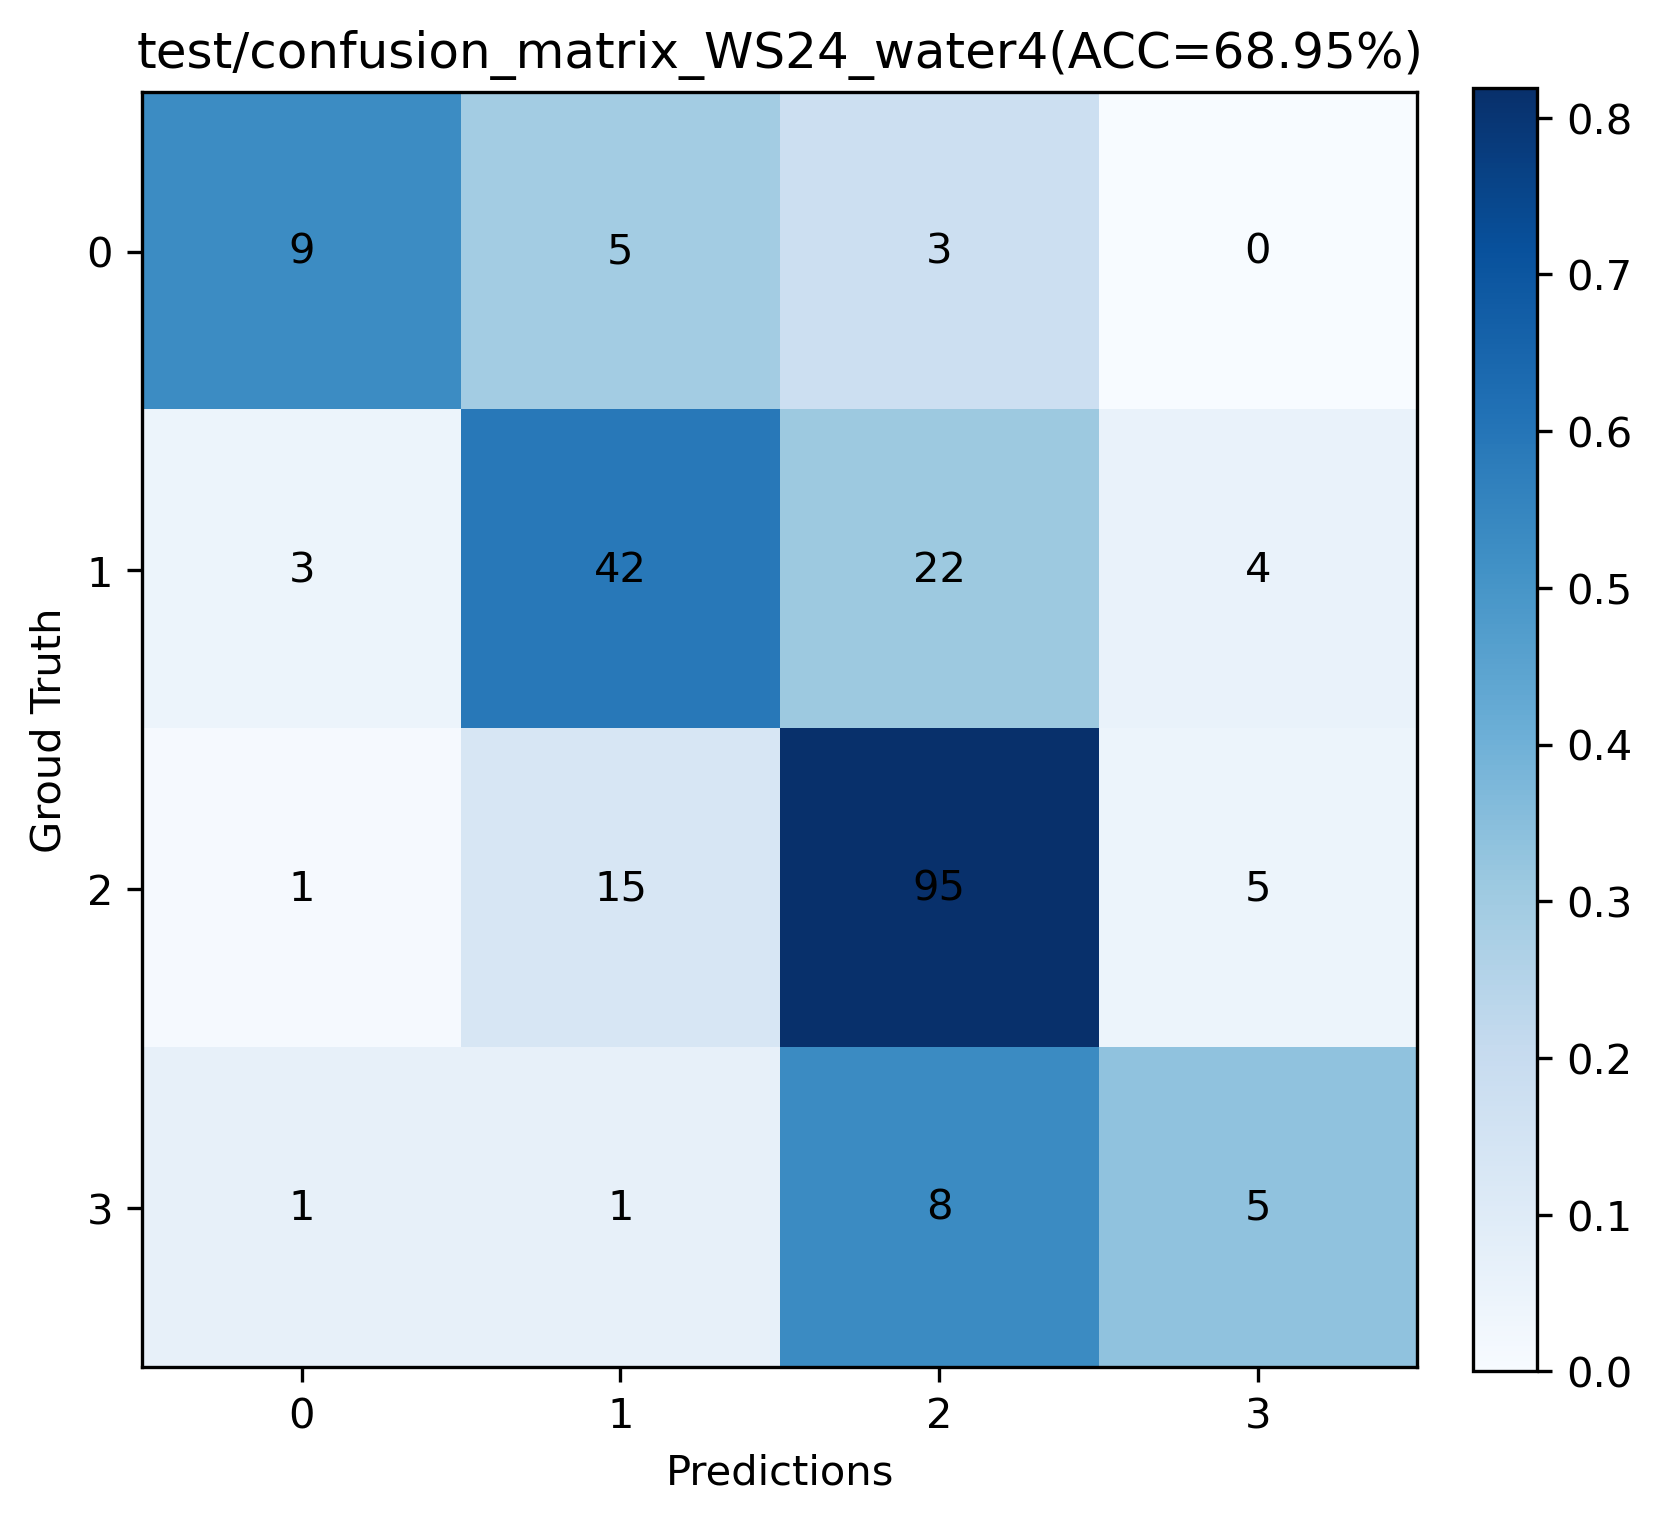 test/confusion_matrix_WS24_water4(ACC=68.95%)
0 9 5 3 0
1 3 42 22 4
2 1 15 95 5
3 1 1 8 5
0 1 2 3
Predictions
Groud Truth
0.8
0.7
0.6
0.5
0.4
0.3
0.2
0.1
0.0